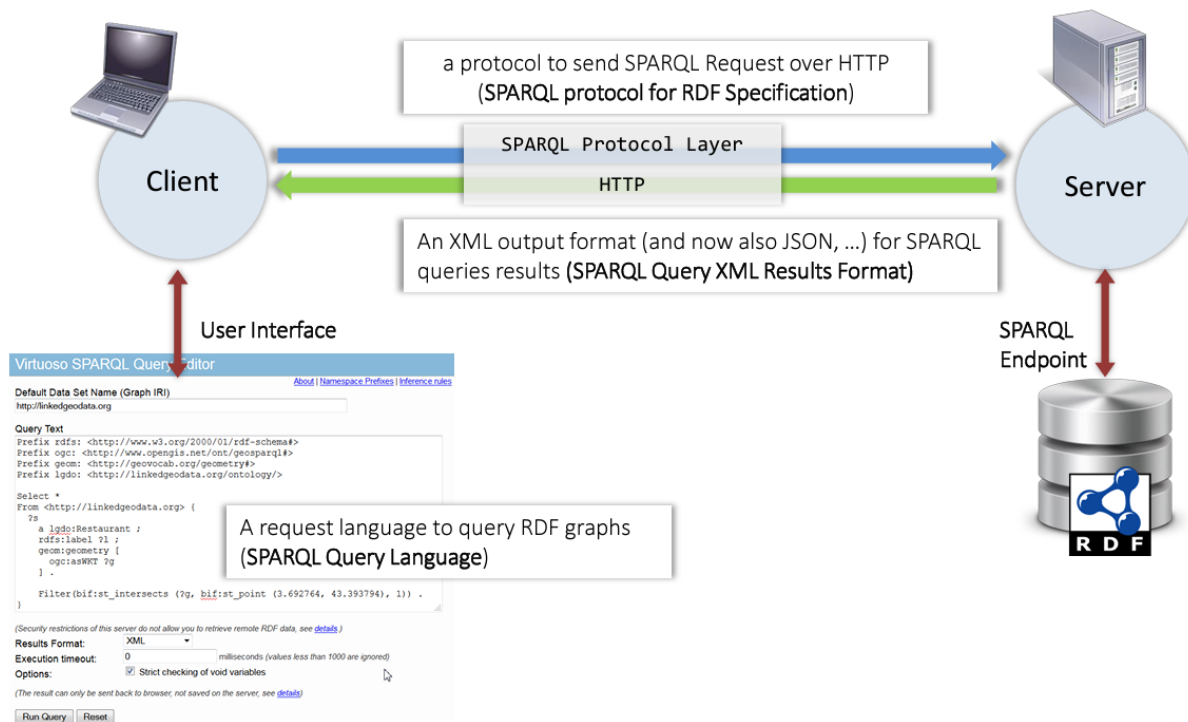 a protocol to send SPARQL Request over HTTP
(SPARQL protocol for RDF Specification)
SPARQL Protocol Layer
HTTP
Client
Server
An XML output format (and now also JSON, ...) for SPARQL
queries results (SPARQL Query XML Results Format)
User Interface
SPARQL
Endpoint
Virtuoso SPARQL Query Editor
About | Namespace Prefixes | Inference rules
Default Data Set Name (Graph IRI)
http://linkedgeodata.org
Query Text
Prefix rdfs: <http://www.w3.org/2000/01/rdf-schema#>
Prefix ogc: <http://www.opengis.net/ont/geosparql#>
Prefix geom: <http://geovocab.org/geometry#>
Prefix lgdo: <http://linkedgeodata.org/ontology/>
Select *
From <http://linkedgeodata.org> {
?s
a lgdo:Restaurant ;
rdfs:label ?l ;
geom:geometry [
ogc:asWKT ?g
] .
Filter(bif:st_intersects (?g, bif:st_point (3.692764, 43.393794), 1)) .
}
A request language to query RDF graphs
(SPARQL Query Language)
RDF
(Security restrictions of this server do not allow you to retrieve remote RDF data, see details.)
Results Format: XML
Execution timeout: 0 milliseconds (values less than 1000 are ignored)
Options: Strict checking of void variables
(The result can only be sent back to browser, not saved on the server, see details)
Run Query Reset